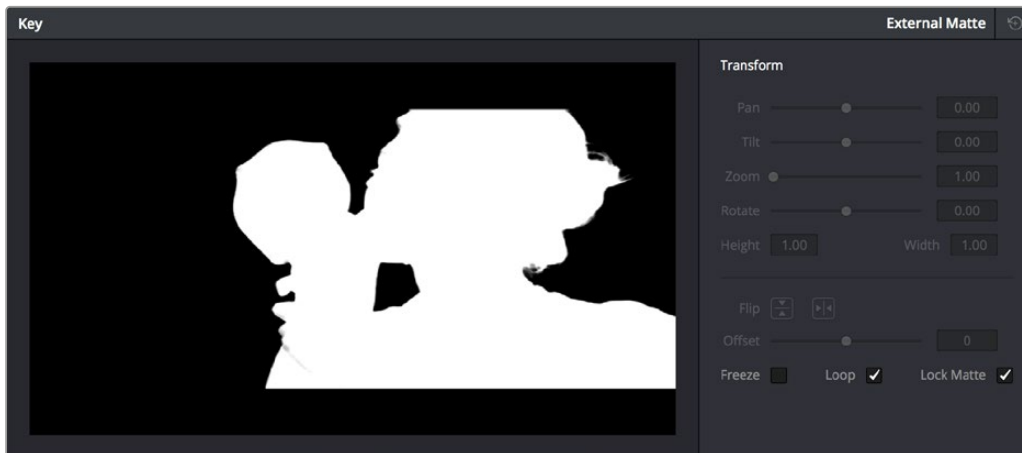 Key External Matte
Transform
Pan 0.00
Tilt 0.00
Zoom 1.00
Rotate 0.00
Height 1.00 Width 1.00
Flip
Offset 0
Freeze Loop Lock Matte